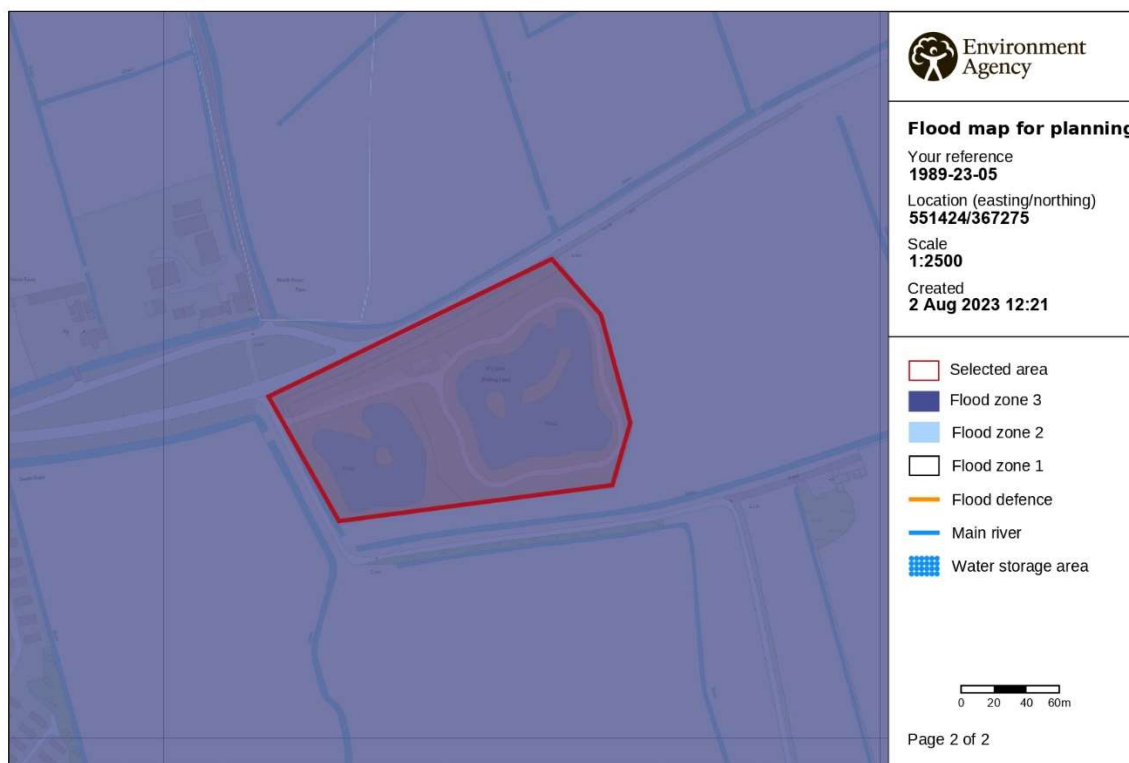 Environment
Agency
Flood map for planning
Your reference
1989-23-05
Location (easting/northing)
551424/367275
Scale
1:2500
Created
2 Aug 2023 12:21
Selected area
Flood zone 3
Flood zone 2
Flood zone 1
Flood defence
Main river
Water storage area
0 20 40 60m
Page 2 of 2